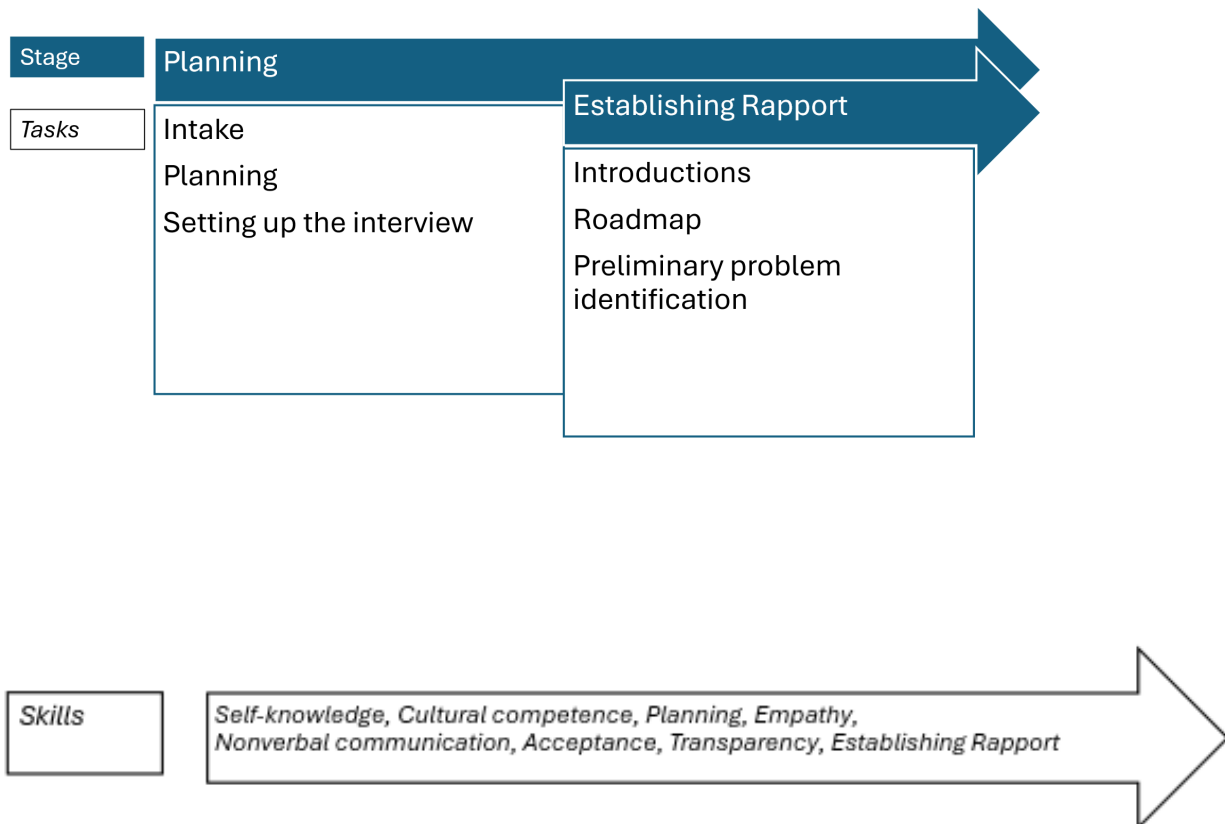 Stage
Planning
Establishing Rapport
Tasks
Intake
Planning
Setting up the interview
Introductions
Roadmap
Preliminary problem
identification
Skills
Self-knowledge, Cultural competence, Planning, Empathy,
Nonverbal communication, Acceptance, Transparency, Establishing Rapport